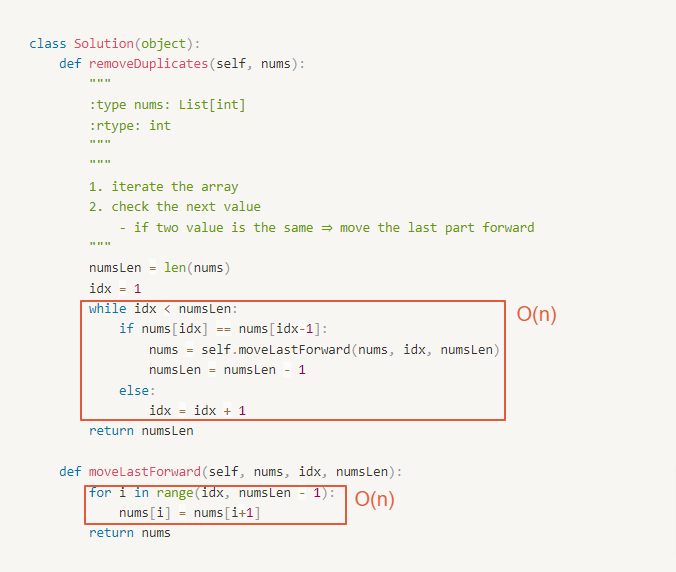 class Solution(object):
    def removeDuplicates(self, nums):
        """
        :type nums: List[int]
        :rtype: int
        """
        """
        1. iterate the array
        2. check the next value
            - if two value is the same ⇒ move the last part forward
        """
        numsLen = len(nums)
        idx = 1
        while idx < numsLen:
O(n)
            if nums[idx] == nums[idx-1]:
                nums = self.moveLastForward(nums, idx, numsLen)
                numsLen = numsLen - 1
            else:
                idx = idx + 1
        return numsLen
    def moveLastForward(self, nums, idx, numsLen):
        for i in range(idx, numsLen - 1):
O(n)
            nums[i] = nums[i+1]
        return nums